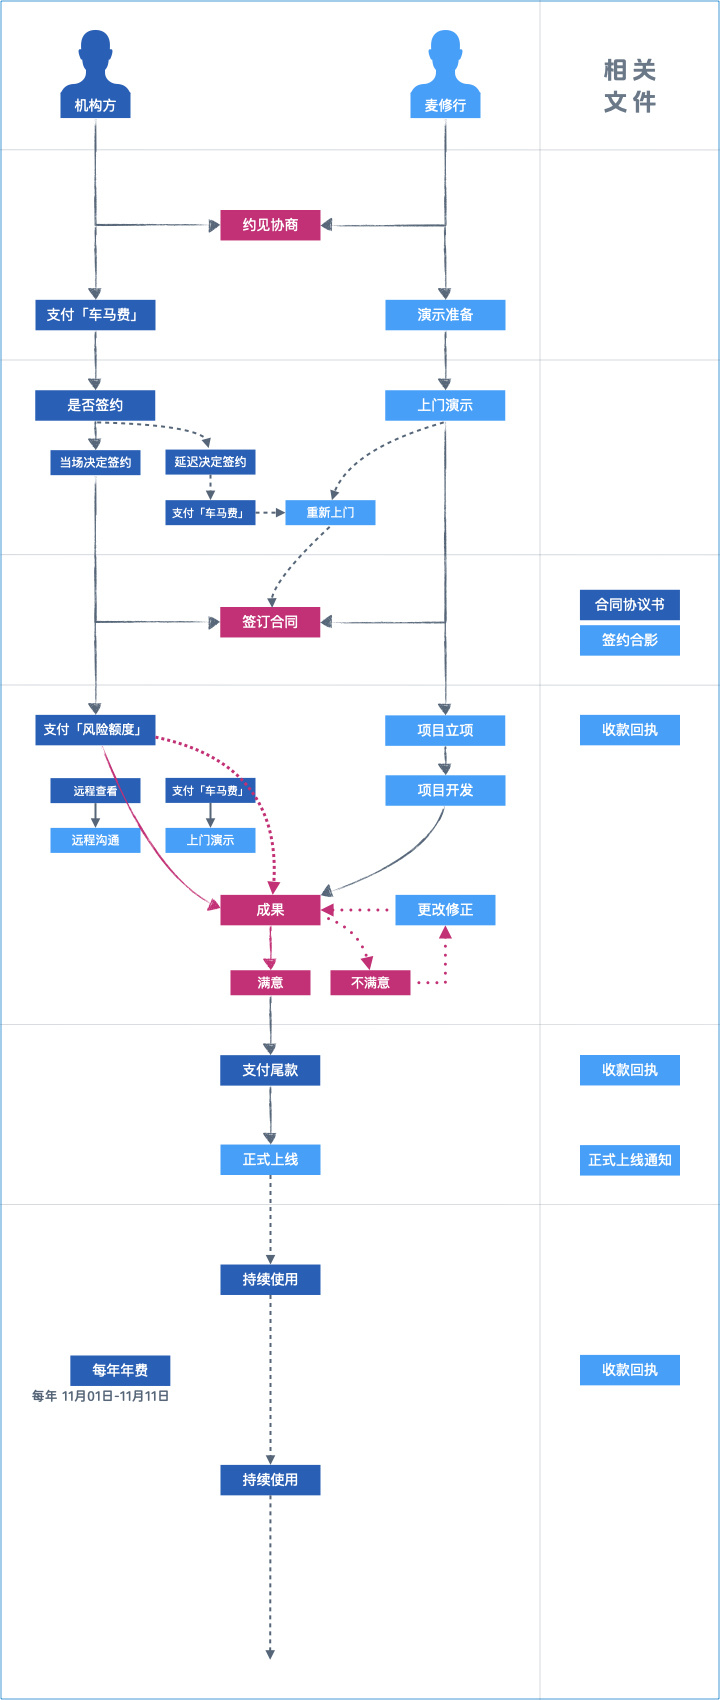 机构方
麦修行
相关
文件
约见协商
支付「车马费」
演示准备
是否签约
上门演示
当场决定签约
延迟决定签约
支付「车马费」
重新上门
签订合同
合同协议书
签约合影
支付「风险额度」
项目立项
收款回执
远程查看
支付「车马费」
项目开发
远程沟通
上门演示
成果
更改修正
满意
不满意
支付尾款
收款回执
正式上线
正式上线通知
持续使用
每年年费
收款回执
每年 11月01日-11月11日
持续使用